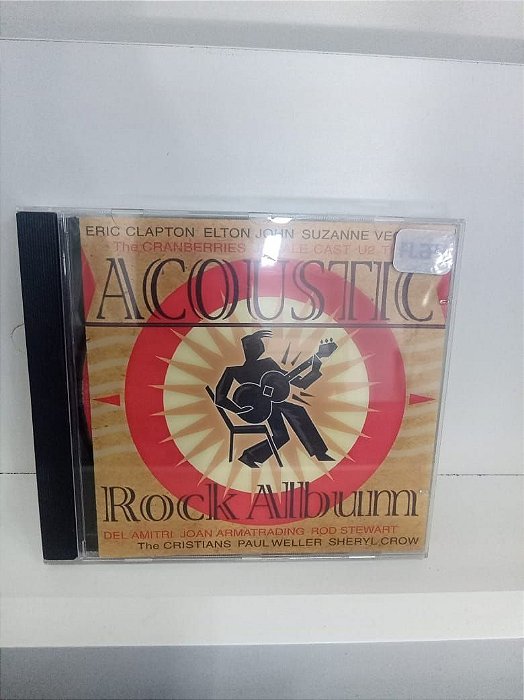 ERIC CLAPTON ELTON JOHN SUZANNE VE
The CRANBERRIES CAST U2
ACOUSTIC
Rock Album
DEL AMITRI JOAN ARMATRADING ROD STEWART
The CRISTIANS PAUL WELLER SHERYL CROW